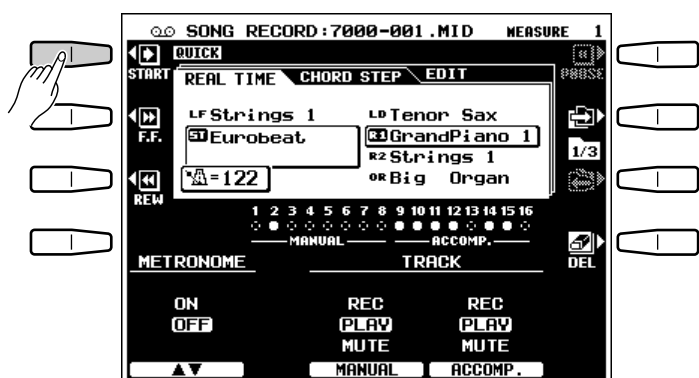 SONG RECORD:7000-001.MID MEASURE 1
QUICK
START REAL TIME CHORD STEP EDIT PAUSE
LF Strings 1 LD Tenor Sax
F.F. ST Eurobeat R1 GrandPiano 1
R2 Strings 1 1/3
=122 OR Big Organ
REW
1 2 3 4 5 6 7 8 9 10 11 12 13 14 15 16
MANUAL ACCOMP.
METRONOME TRACK DEL
ON REC REC
OFF PLAY PLAY
MUTE MUTE
▲▼ MANUAL ACCOMP.